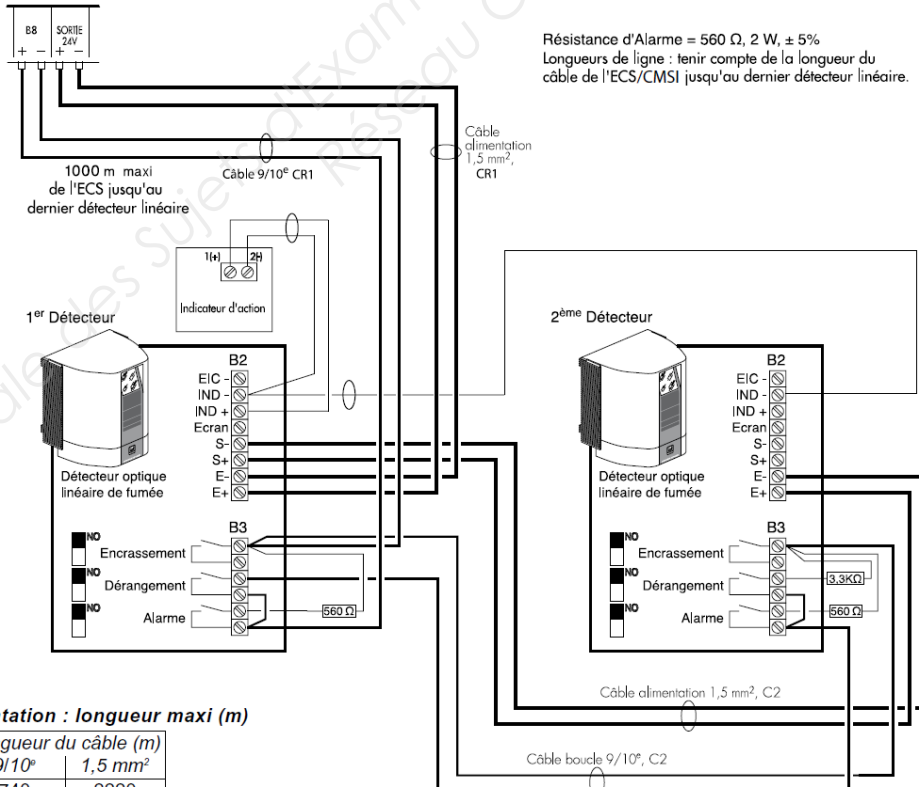 B8
SORTIE
24V
+ - + -
Résistance d'Alarme = 560 Ω, 2 W, ± 5%
Longueurs de ligne : tenir compte de la longueur du
câble de l'ECS/CMSI jusqu'au dernier détecteur linéaire.
Câble
alimentation
1,5 mm²,
CR1
1000 m maxi
de l'ECS jusqu'au
dernier détecteur linéaire
Câble 9/10e CR1
1(+)
2(-)
Indicateur d'action
1er Détecteur
B2
EIC -
IND -
IND +
Ecran
S-
S+
E-
E+
Détecteur optique
linéaire de fumée
B3
NO
Encrassement
NO
Dérangement
NO
Alarme
560 Ω
2ème Détecteur
B2
EIC -
IND -
IND +
Ecran
S-
S+
E-
E+
Détecteur optique
linéaire de fumée
B3
NO
Encrassement
NO
Dérangement
3,3KΩ
NO
Alarme
560 Ω
Câble alimentation 1,5 mm², C2
Câble boucle 9/10e, C2
tation : longueur maxi (m)
gueur du câble (m)
9/10e
1,5 mm²
des Sujets d'Exam
Réseau C